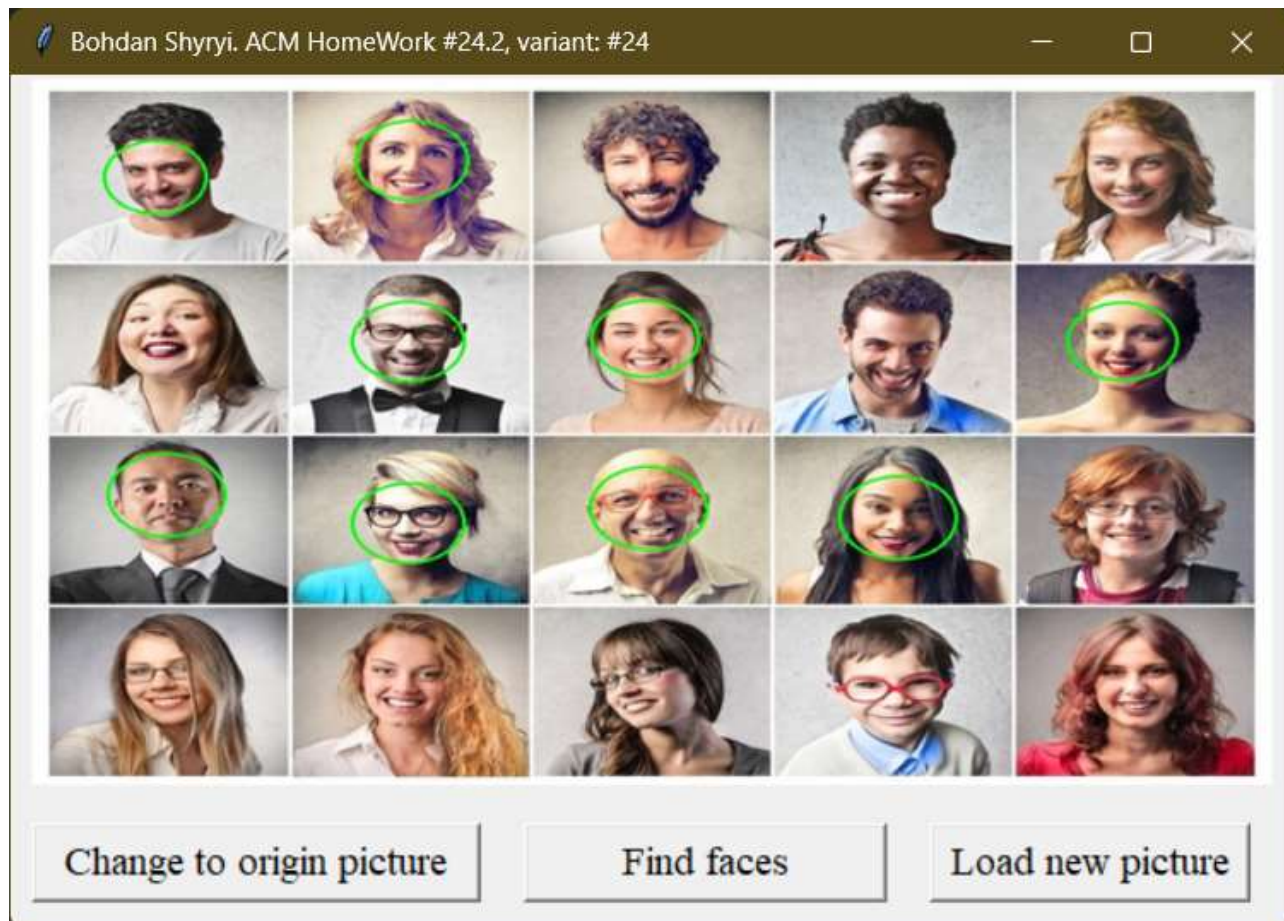 Bohdan Shyryi. ACM HomeWork #24.2, variant: #24
Change to origin picture
Find faces
Load new picture